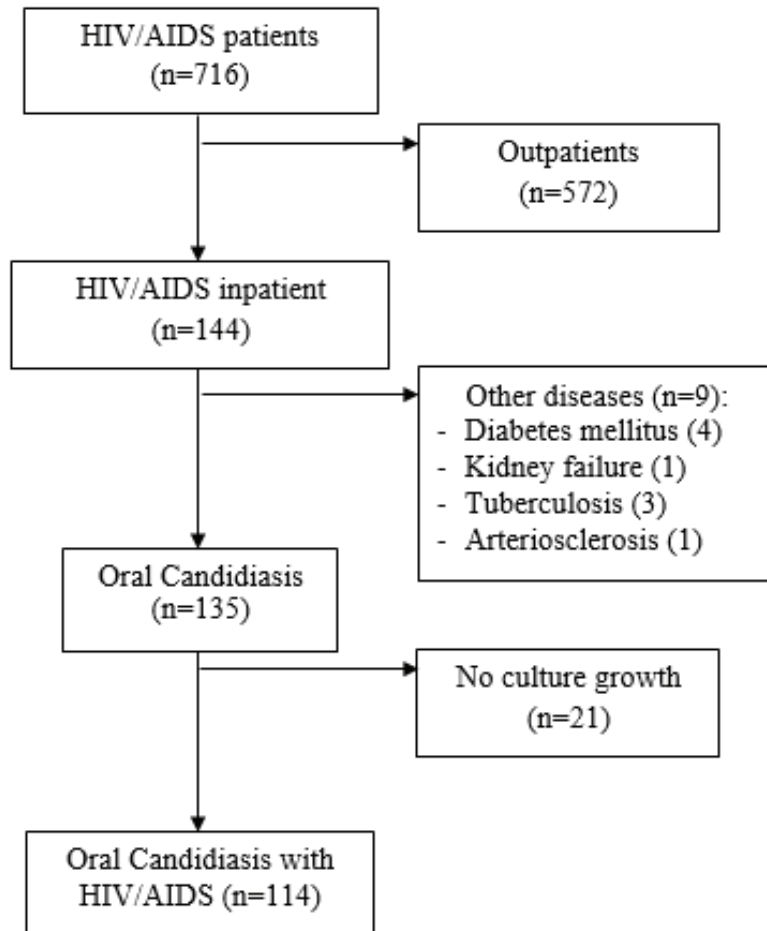 HIV/AIDS patients
(n=716)
Outpatients
(n=572)
HIV/AIDS inpatient
(n=144)
Other diseases (n=9):
- Diabetes mellitus (4)
- Kidney failure (1)
- Tuberculosis (3)
- Arteriosclerosis (1)
Oral Candidiasis
(n=135)
No culture growth
(n=21)
Oral Candidiasis with
HIV/AIDS (n=114)